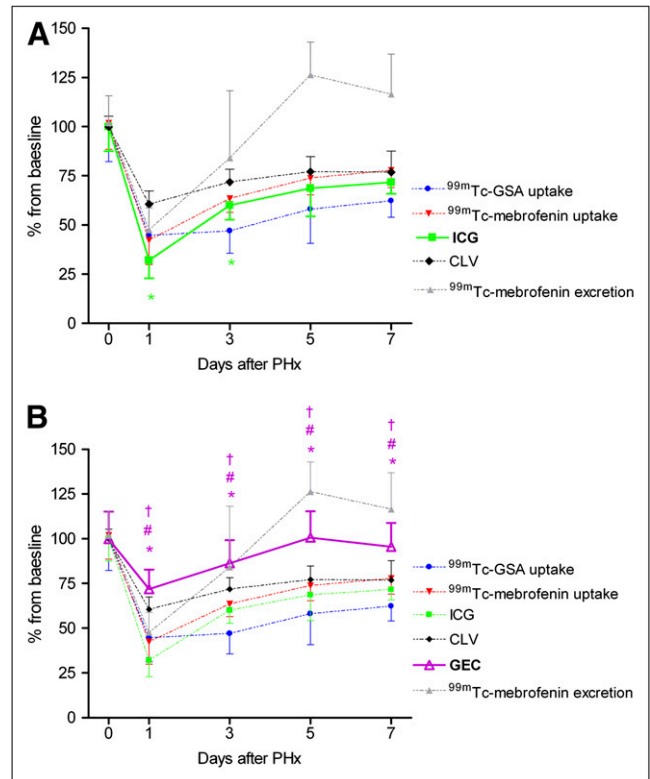 A
150
125
100
75
50
25
0
% from baesline
0 1 3 5 7
Days after PHx
* *
99mTc-GSA uptake
99mTc-mebrofenin uptake
ICG
CLV
99mTc-mebrofenin excretion
B
150
125
100
75
50
25
0
% from baesline
0 1 3 5 7
Days after PHx
† † † †
# # # #
* * * *
99mTc-GSA uptake
99mTc-mebrofenin uptake
ICG
CLV
GEC
99mTc-mebrofenin excretion